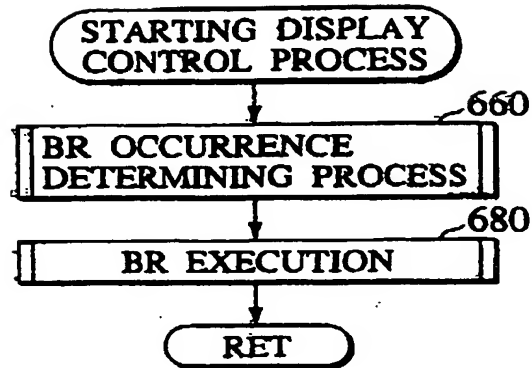 STARTING DISPLAY
CONTROL PROCESS
660
BR OCCURRENCE
DETERMINING PROCESS
680
BR EXECUTION
RET